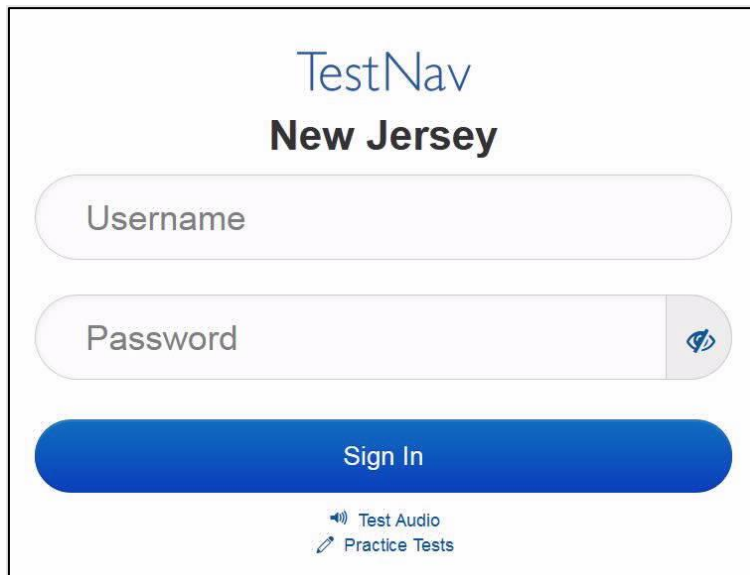 TestNav
New Jersey
Username
Password
Sign In
Test Audio
Practice Tests